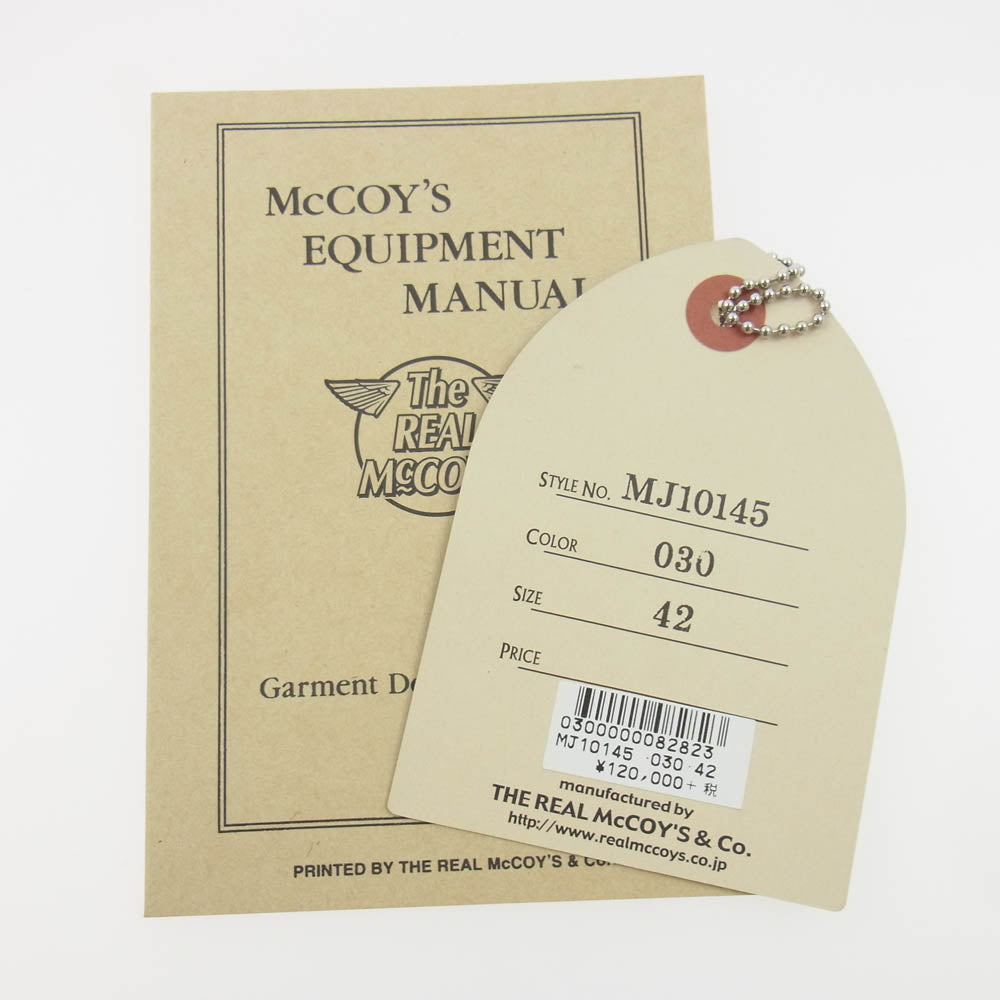 McCOY'S
EQUIPMENT
MANUAL
The
REAL
McCO
Garment De
PRINTED BY THE REAL McCOY'S & Co.
STYLE NO. MJ10145
COLOR 030
SIZE 42
PRICE
0300000082823
MJ10145 030 42
¥120,000+税
manufactured by
THE REAL McCOY'S & Co.
http://www.realmccoys.co.jp